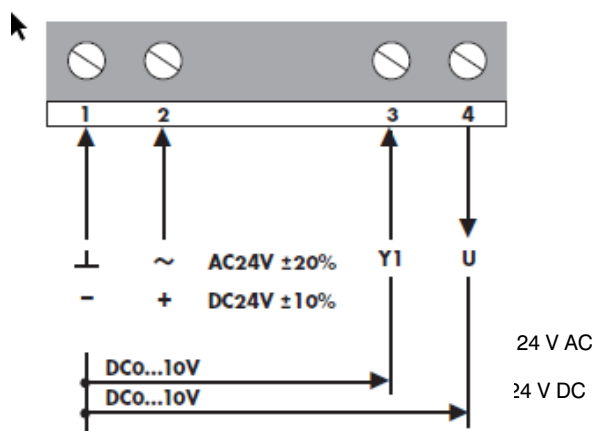 1 2 3 4
⊥ ~ AC24V ±20% Y1 U
- + DC24V ±10%
24 V AC
DC0...10V
24 V DC
DC0...10V